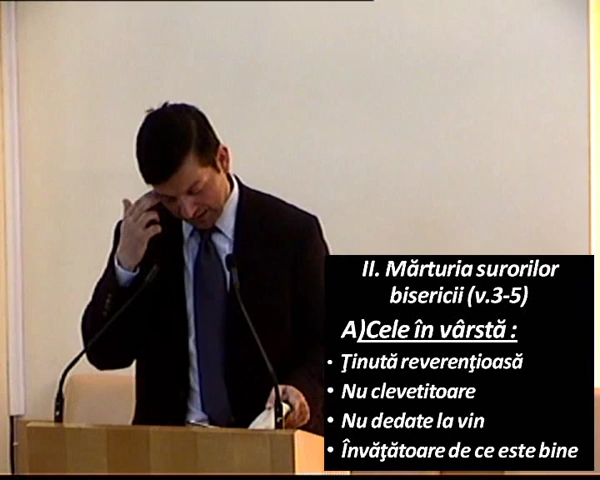 II. Mărturia surorilor
bisericii (v.3-5)
A)Cele în vârstă :
• Ţinută reverenţioasă
• Nu clevetitoare
• Nu dedate la vin
• Învăţătoare de ce este bine